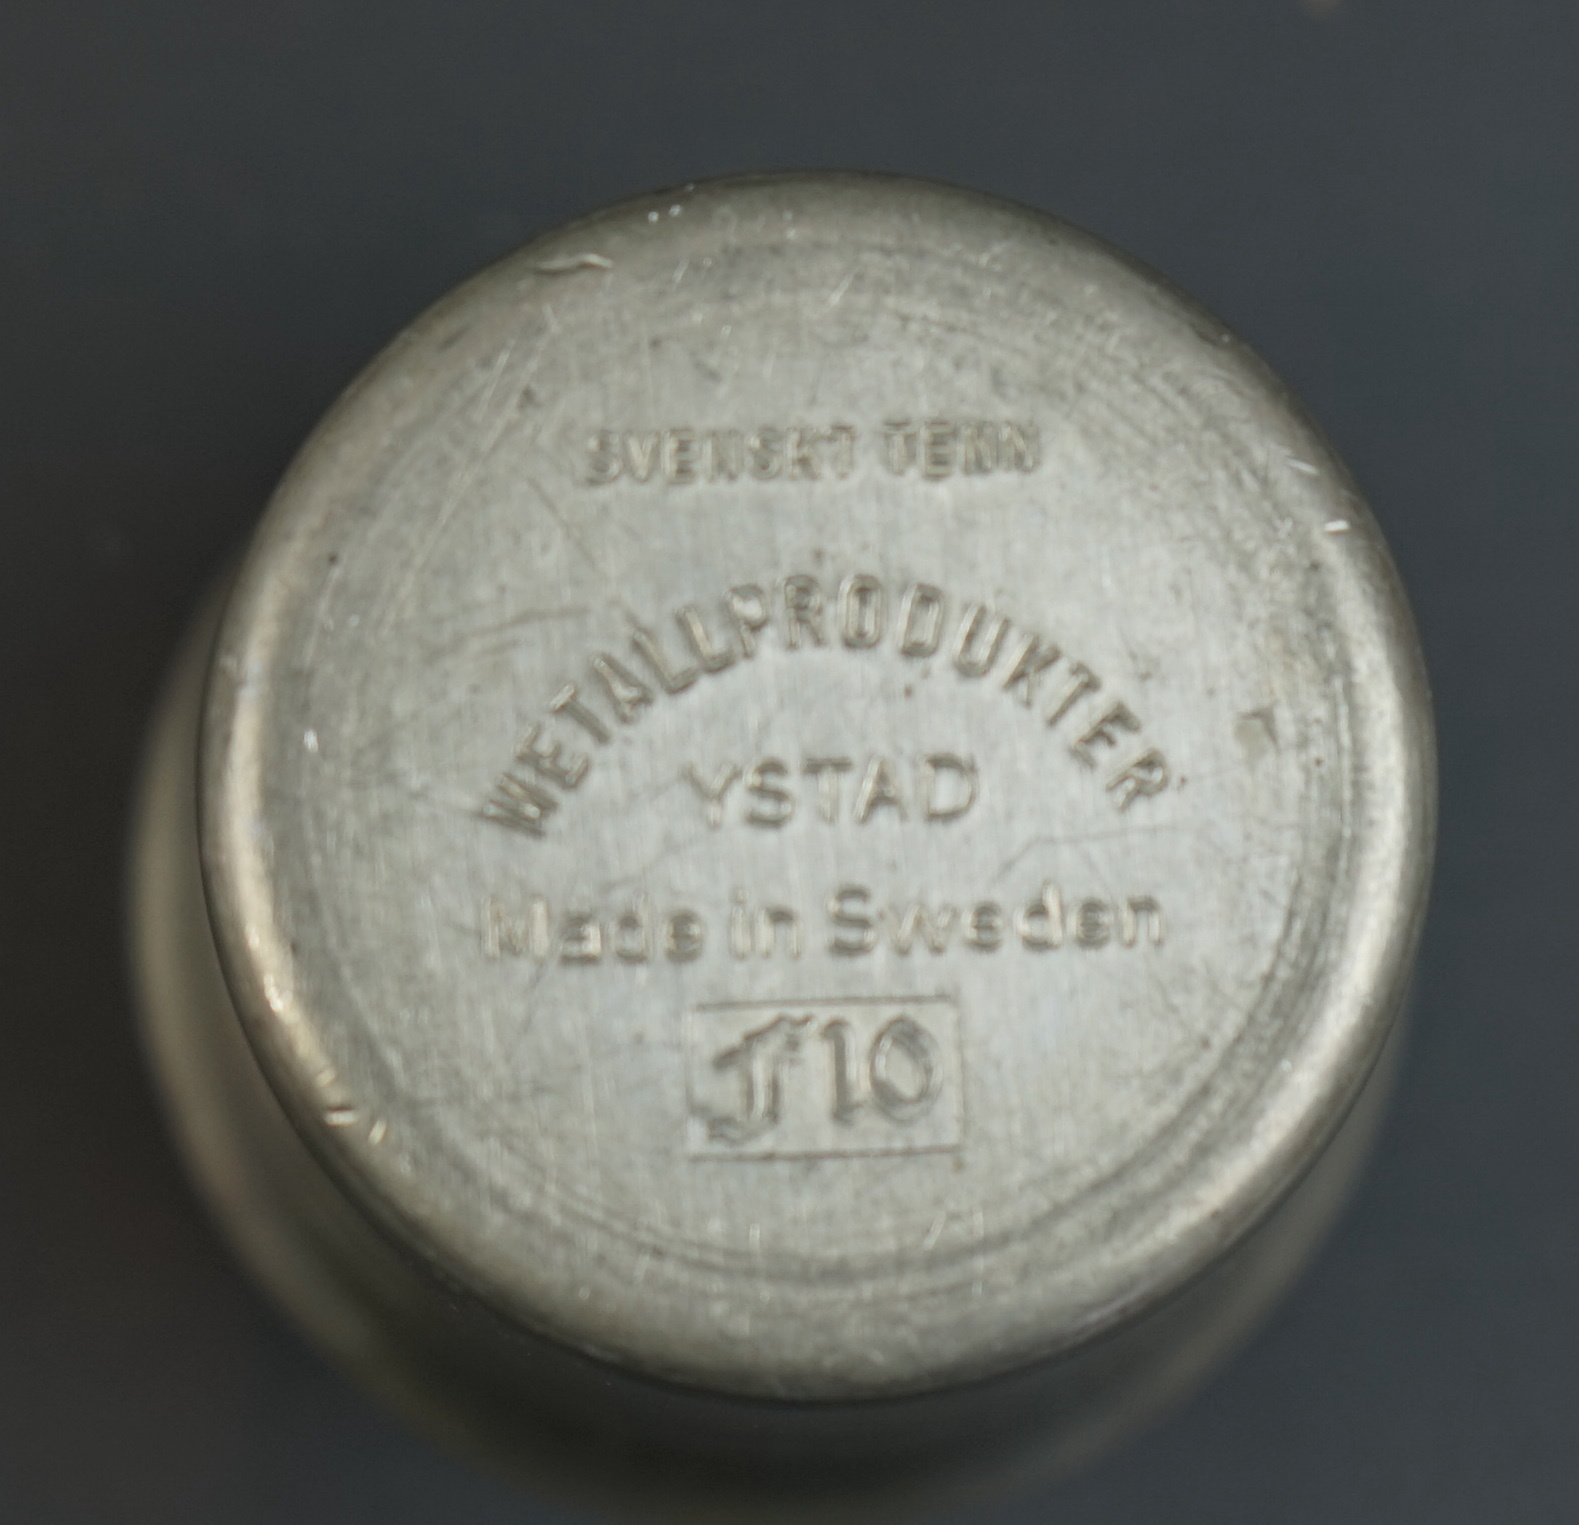 SVENSKT TENN
METALLPRODUKTER
YSTAD
Made in Sweden
F10